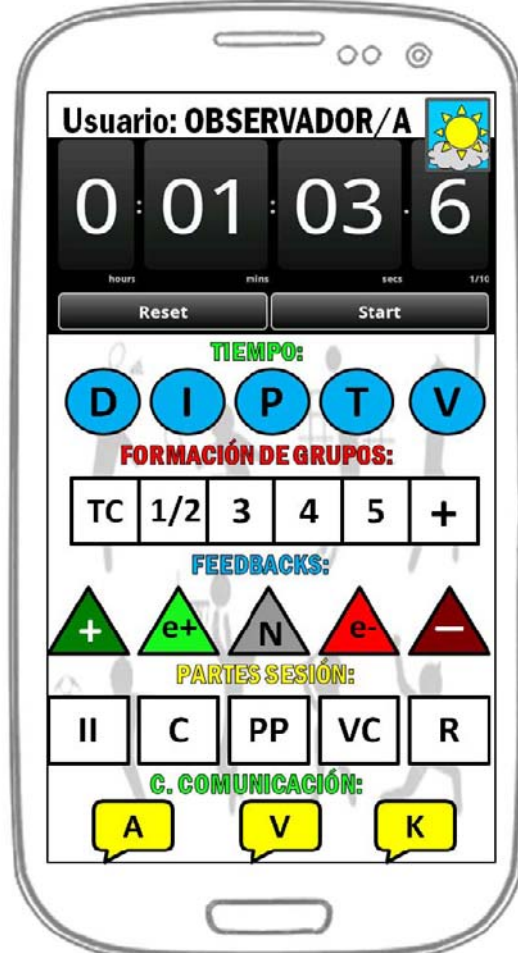 Usuario: OBSERVADOR/A
0 : 01 : 03 . 6
hours mins secs 1/10
Reset Start
TIEMPO:
D I P T V
FORMACIÓN DE GRUPOS:
TC 1/2 3 4 5 +
FEEDBACKS:
+ e+ N e- −
PARTES SESIÓN:
II C PP VC R
C. COMUNICACIÓN:
A V K